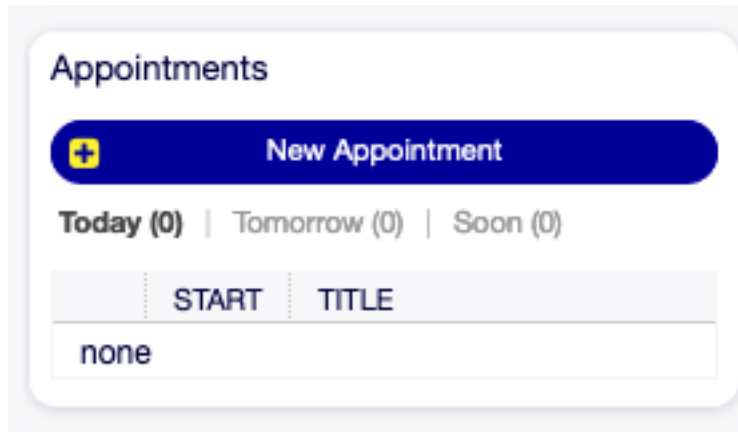 Appointments
New Appointment
Today (0) | Tomorrow (0) | Soon (0)
START TITLE
none